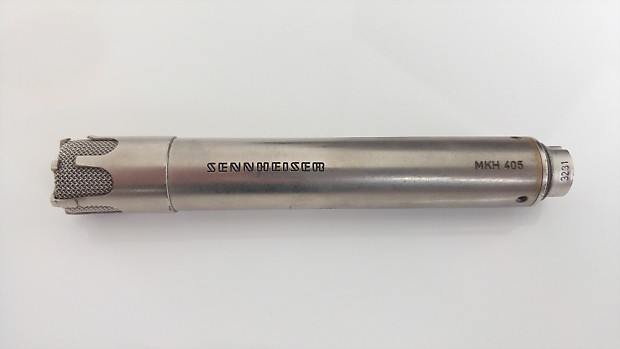 SENNHEISER
MKH 405
3231